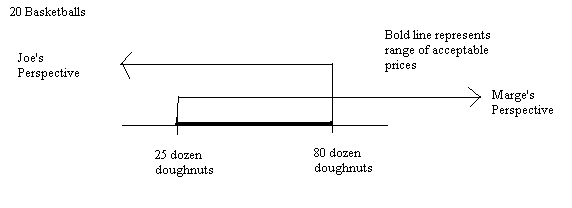 20 Basketballs
Bold line represents
range of acceptable
prices
Joe's
Perspective
Marge's
Perspective
25 dozen
doughnuts
80 dozen
doughnuts